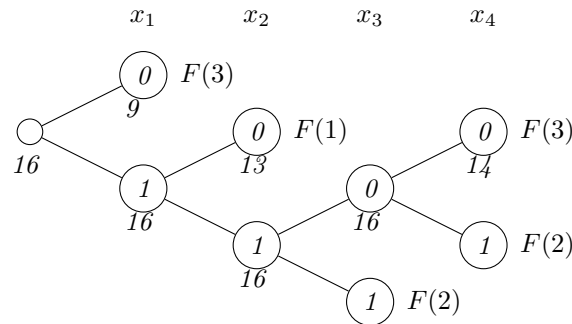 x₁ x₂ x₃ x₄
0 F(3)
9
0 F(1) 0 F(3)
16 13 14
1 0
16 16
1 1 F(2)
16
1 F(2)